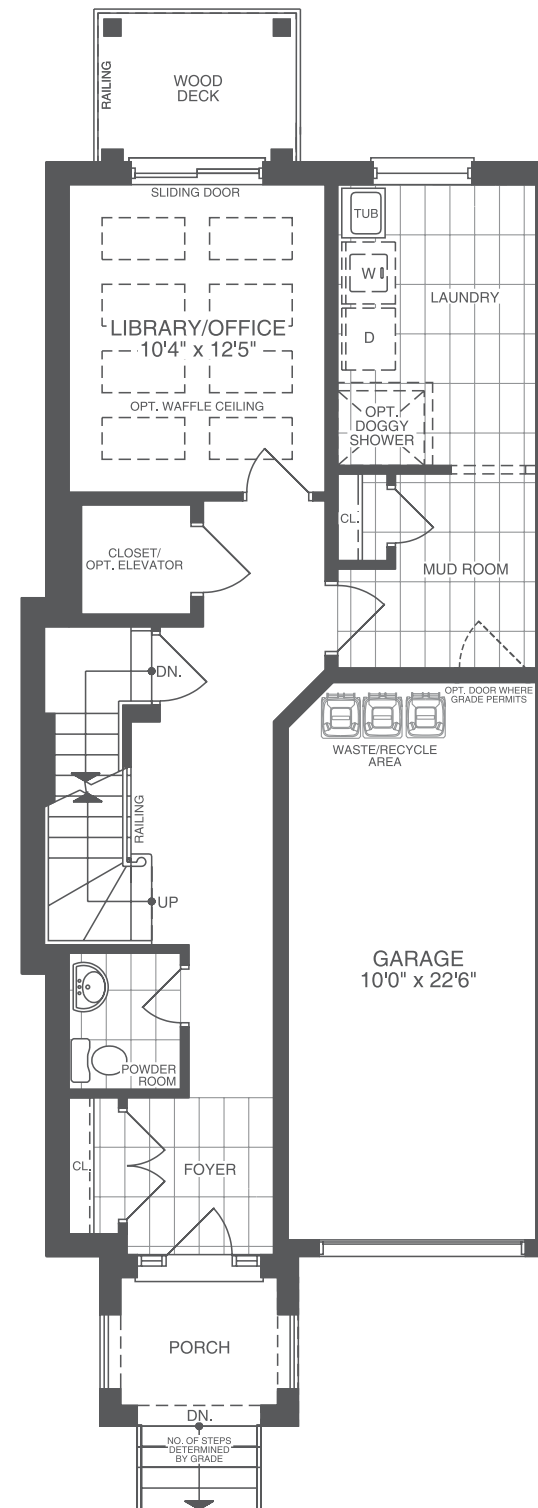 RAILING
WOOD
DECK
SLIDING DOOR
TUB
W
LAUNDRY
LIBRARY/OFFICE
10'4" x 12'5"
D
OPT. WAFFLE CEILING
OPT.
DOGGY
SHOWER
CL.
CLOSET/
OPT. ELEVATOR
MUD ROOM
DN.
OPT. DOOR WHERE
GRADE PERMITS
WASTE/RECYCLE
AREA
RAILING
UP
GARAGE
10'0" x 22'6"
POWDER
ROOM
CL.
FOYER
PORCH
DN.
NO. OF STEPS
DETERMINED
BY GRADE